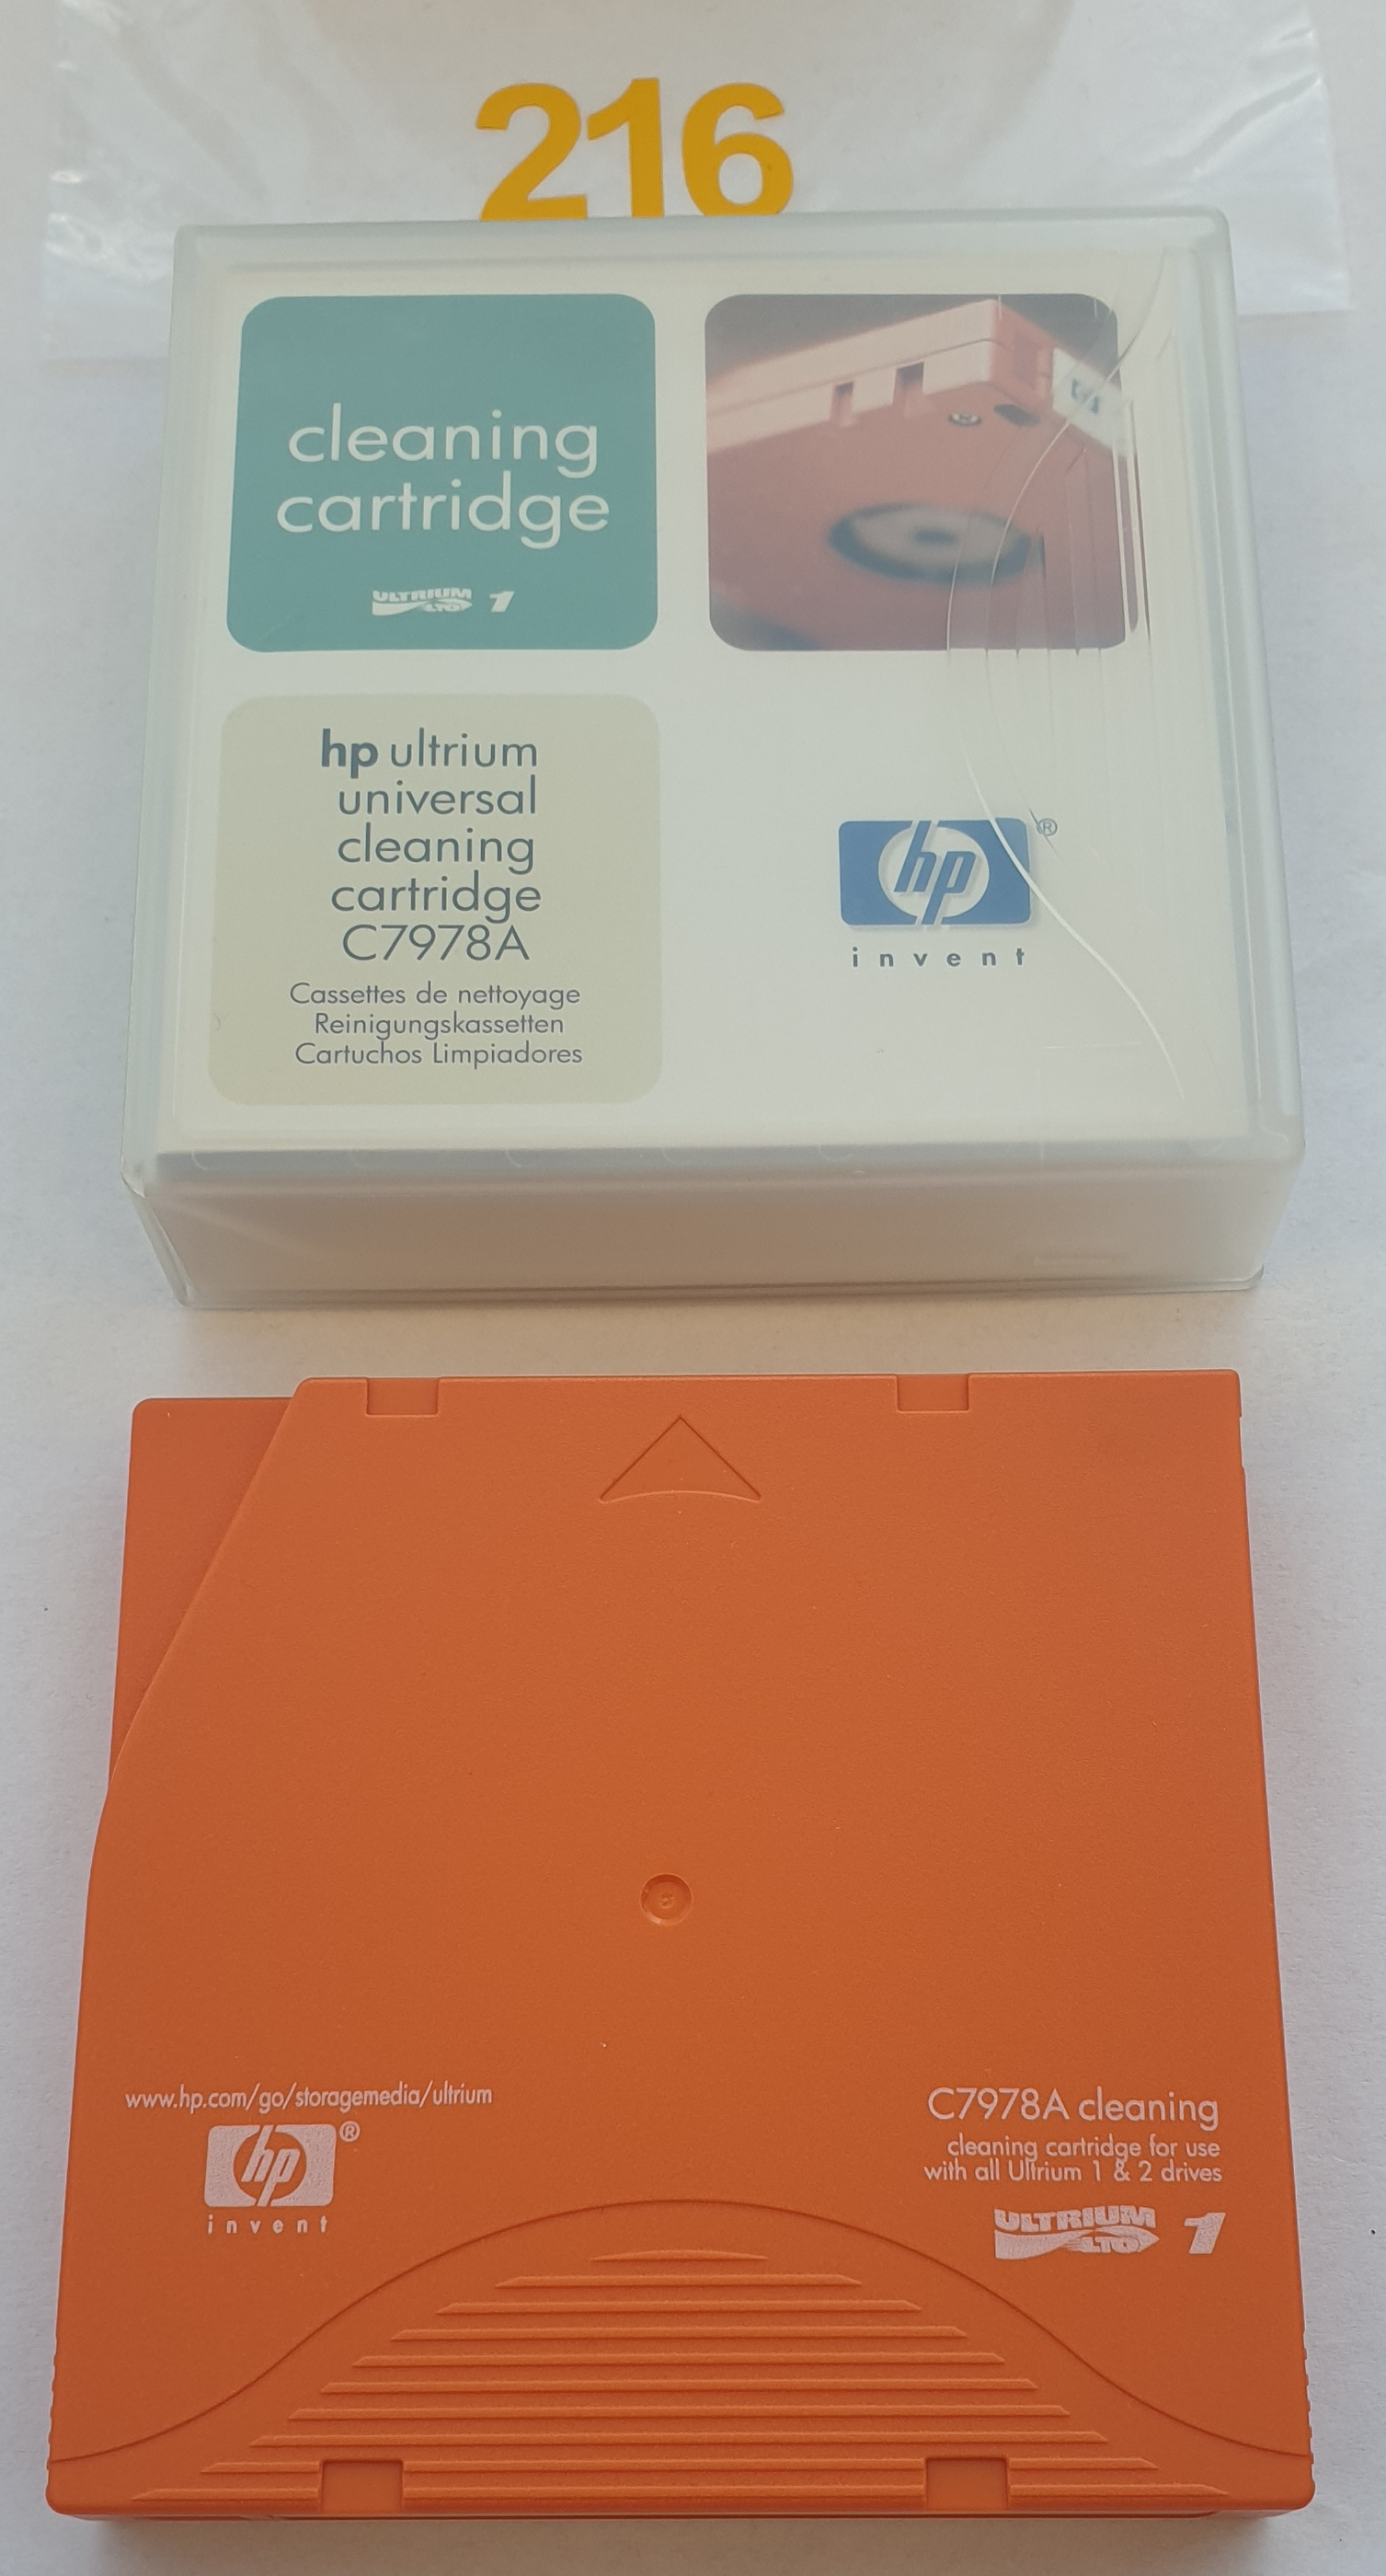 216
cleaning
cartridge
ULTRIUM
LTO 1
hp ultrium
universal
cleaning
cartridge
C7978A
Cassettes de nettoyage
Reinigungskassetten
Cartuchos Limpiadores
hp ®
invent
www.hp.com/go/storagemedia/ultrium
hp ®
invent
C7978A cleaning
cleaning cartridge for use
with all Ultrium 1 & 2 drives
ULTRIUM
LTO 1